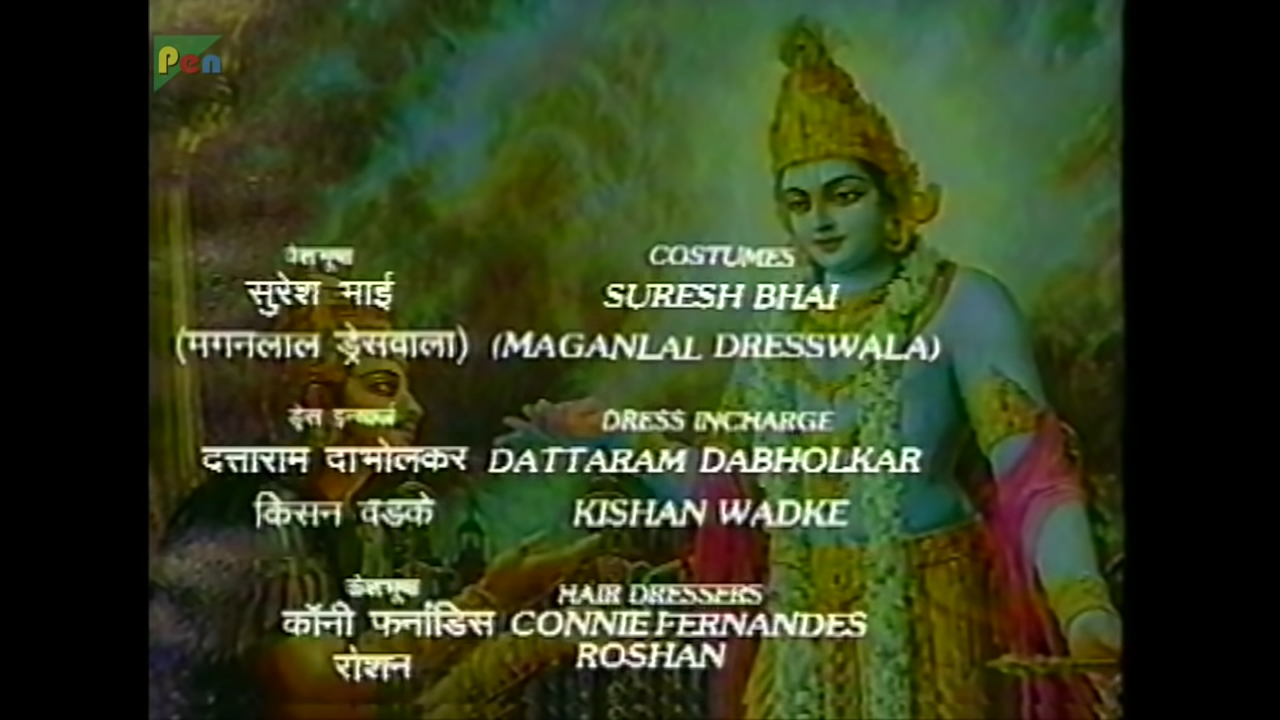 Pen
वेशभूषा COSTUMES
सुरेश भाई SURESH BHAI
(मगनलाल ड्रेसवाला) (MAGANLAL DRESSWALA)
ड्रेस इन्चार्ज DRESS INCHARGE
दत्ताराम दाभोलकर DATTARAM DABHOLKAR
किसन वडके KISHAN WADKE
केशभूषा HAIR DRESSERS
कॉनी फर्नांडिस CONNIE FERNANDES
रोशन ROSHAN